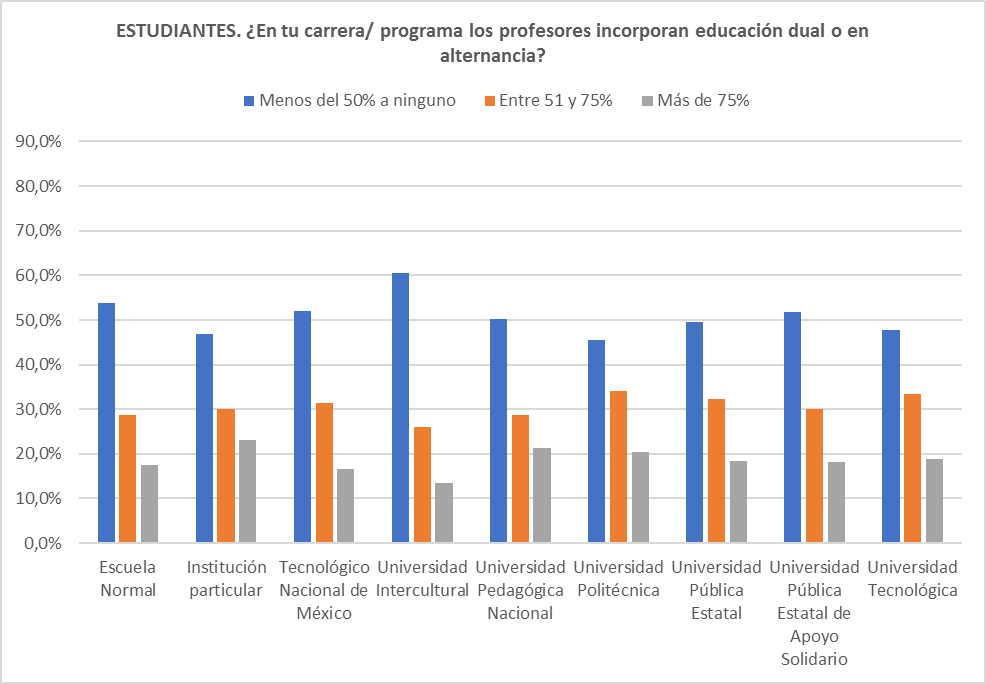 ESTUDIANTES. ¿En tu carrera/ programa los profesores incorporan educación dual o en
alternancia?
Menos del 50% a ninguno
Entre 51 y 75%
Más de 75%
90,0%
80,0%
70,0%
60,0%
50,0%
40,0%
30,0%
20,0%
10,0%
0,0%
Escuela
Normal
Institución
particular
Tecnológico
Nacional de
México
Universidad
Intercultural
Universidad
Pedagógica
Nacional
Universidad
Politécnica
Universidad
Pública
Estatal
Universidad
Pública
Estatal de
Apoyo
Solidario
Universidad
Tecnológica